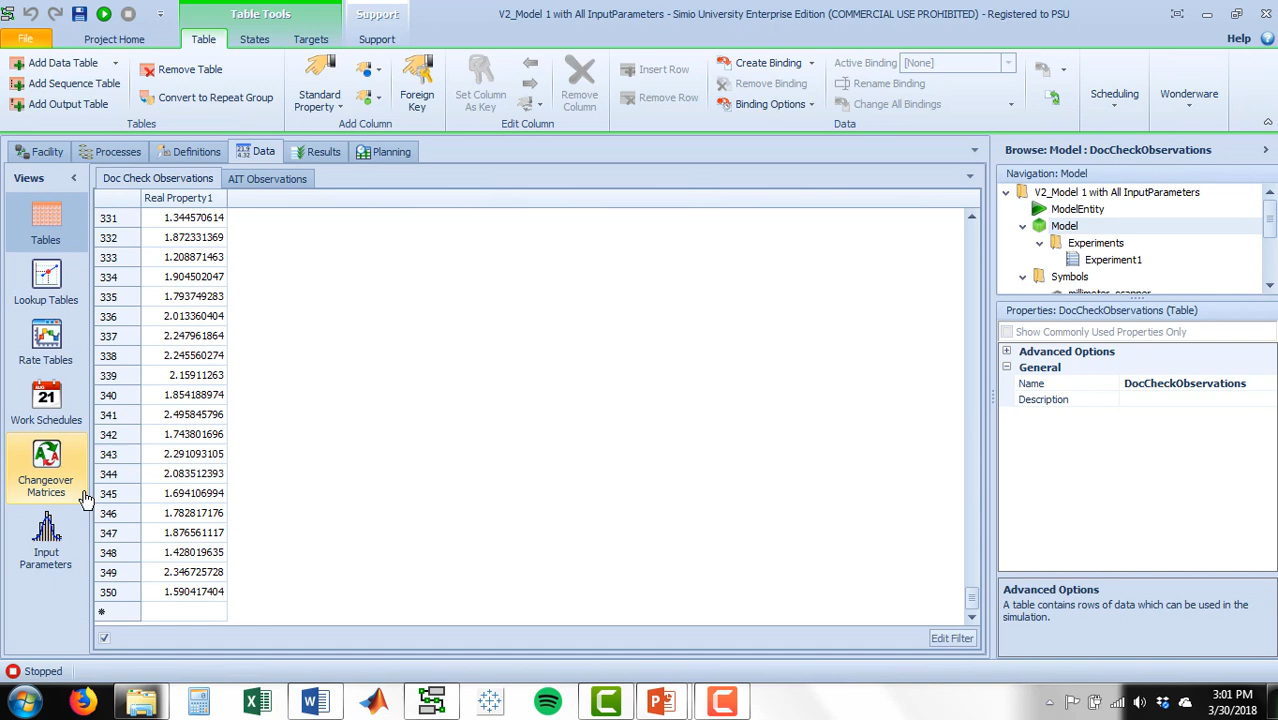 Table Tools
Support
V2_Model 1 with All InputParameters - Simio University Enterprise Edition (COMMERCIAL USE PROHIBITED) - Registered to PSU
File
Project Home
Table
States
Targets
Support
Help
Add Data Table
Add Sequence Table
Add Output Table
Remove Table
Convert to Repeat Group
Tables
Standard Property
Foreign Key
Add Column
Set Column As Key
Remove Column
Edit Column
Insert Row
Remove Row
Create Binding
Remove Binding
Binding Options
Active Binding [None]
Rename Binding
Change All Bindings
Data
Scheduling
Wonderware
Facility
Processes
Definitions
Data
Results
Planning
Views
Tables
Lookup Tables
Rate Tables
AUG
21
Work Schedules
Changeover
Matrices
Input
Parameters
Doc Check Observations
AIT Observations
Real Property1
331 1.344570614
332 1.872331369
333 1.208871463
334 1.904502047
335 1.793749283
336 2.013360404
337 2.247961864
338 2.245560274
339 2.15911263
340 1.854188974
341 2.495845796
342 1.743801696
343 2.291093105
344 2.083512393
345 1.694106994
346 1.782817176
347 1.876561117
348 1.428019635
349 2.346725728
350 1.590417404
Edit Filter
Browse: Model : DocCheckObservations
Navigation: Model
V2_Model 1 with All InputParameters
ModelEntity
Model
Experiments
Experiment1
Symbols
Properties: DocCheckObservations (Table)
Show Commonly Used Properties Only
Advanced Options
General
Name DocCheckObservations
Description
Advanced Options
A table contains rows of data which can be used in the
simulation.
Stopped
3:01 PM
3/30/2018